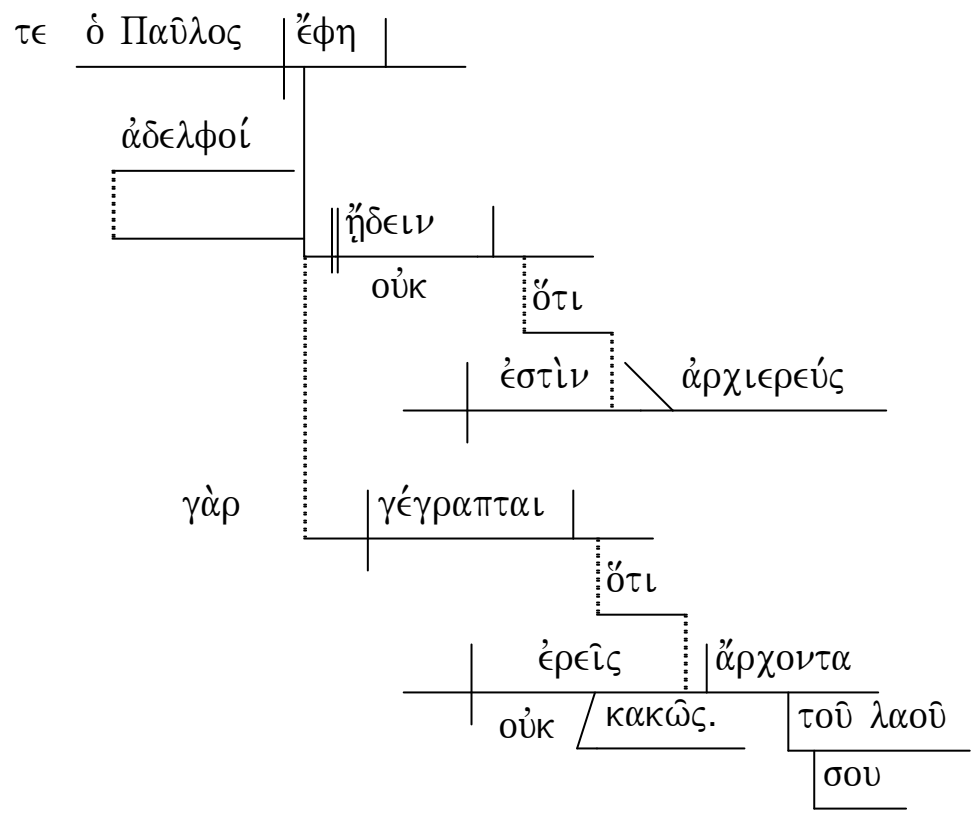 τε ὁ Παῦλος ἔφη
ἀδελφοί
ᾔδειν
οὐκ
ὅτι
ἐστὶν ἀρχιερεύς
γὰρ γέγραπται
ὅτι
ἐρεῖς ἄρχοντα
οὐκ κακῶς. τοῦ λαοῦ
σου